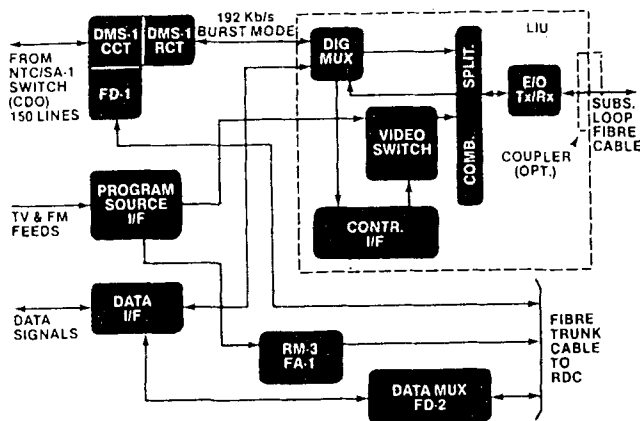 192 Kb/s
BURST MODE
LIU
DMS-1
CCT
DMS-1
RCT
FD-1
FROM
NTC/SA-1
SWITCH
(CDO)
150 LINES
DIG
MUX
VIDEO
SWITCH
CONTR.
I/F
COMB. SPLIT.
E/O
Tx/Rx
SUBS.
LOOP
FIBRE
CABLE
COUPLER
(OPT.)
PROGRAM
SOURCE
I/F
TV & FM
FEEDS
DATA
I/F
DATA
SIGNALS
RM-3
FA-1
DATA MUX
FD-2
FIBRE
TRUNK
CABLE
TO
RDC